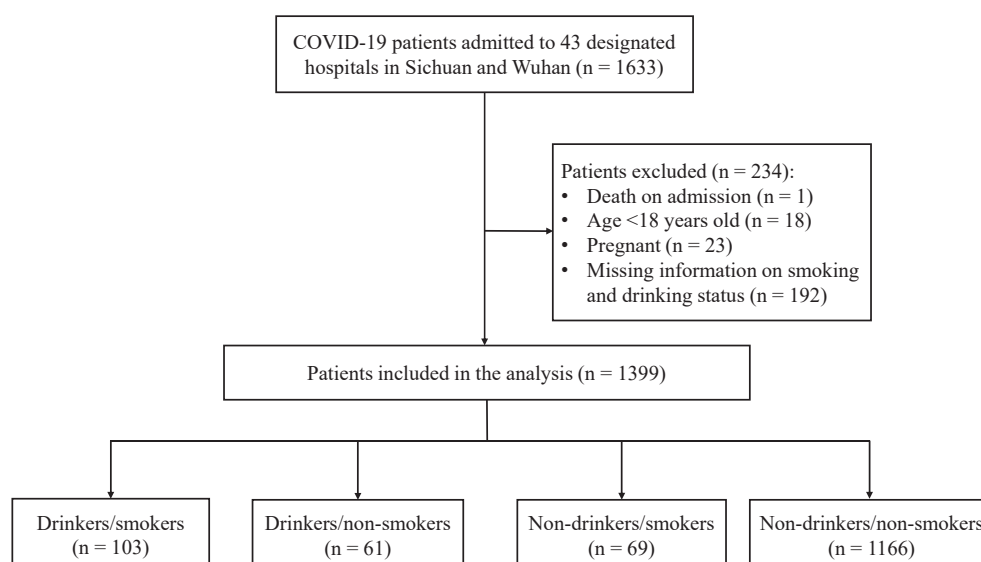 COVID-19 patients admitted to 43 designated
hospitals in Sichuan and Wuhan (n = 1633)
Patients excluded (n = 234):
• Death on admission (n = 1)
• Age <18 years old (n = 18)
• Pregnant (n = 23)
• Missing information on smoking
and drinking status (n = 192)
Patients included in the analysis (n = 1399)
Drinkers/smokers
(n = 103)
Drinkers/non-smokers
(n = 61)
Non-drinkers/smokers
(n = 69)
Non-drinkers/non-smokers
(n = 1166)